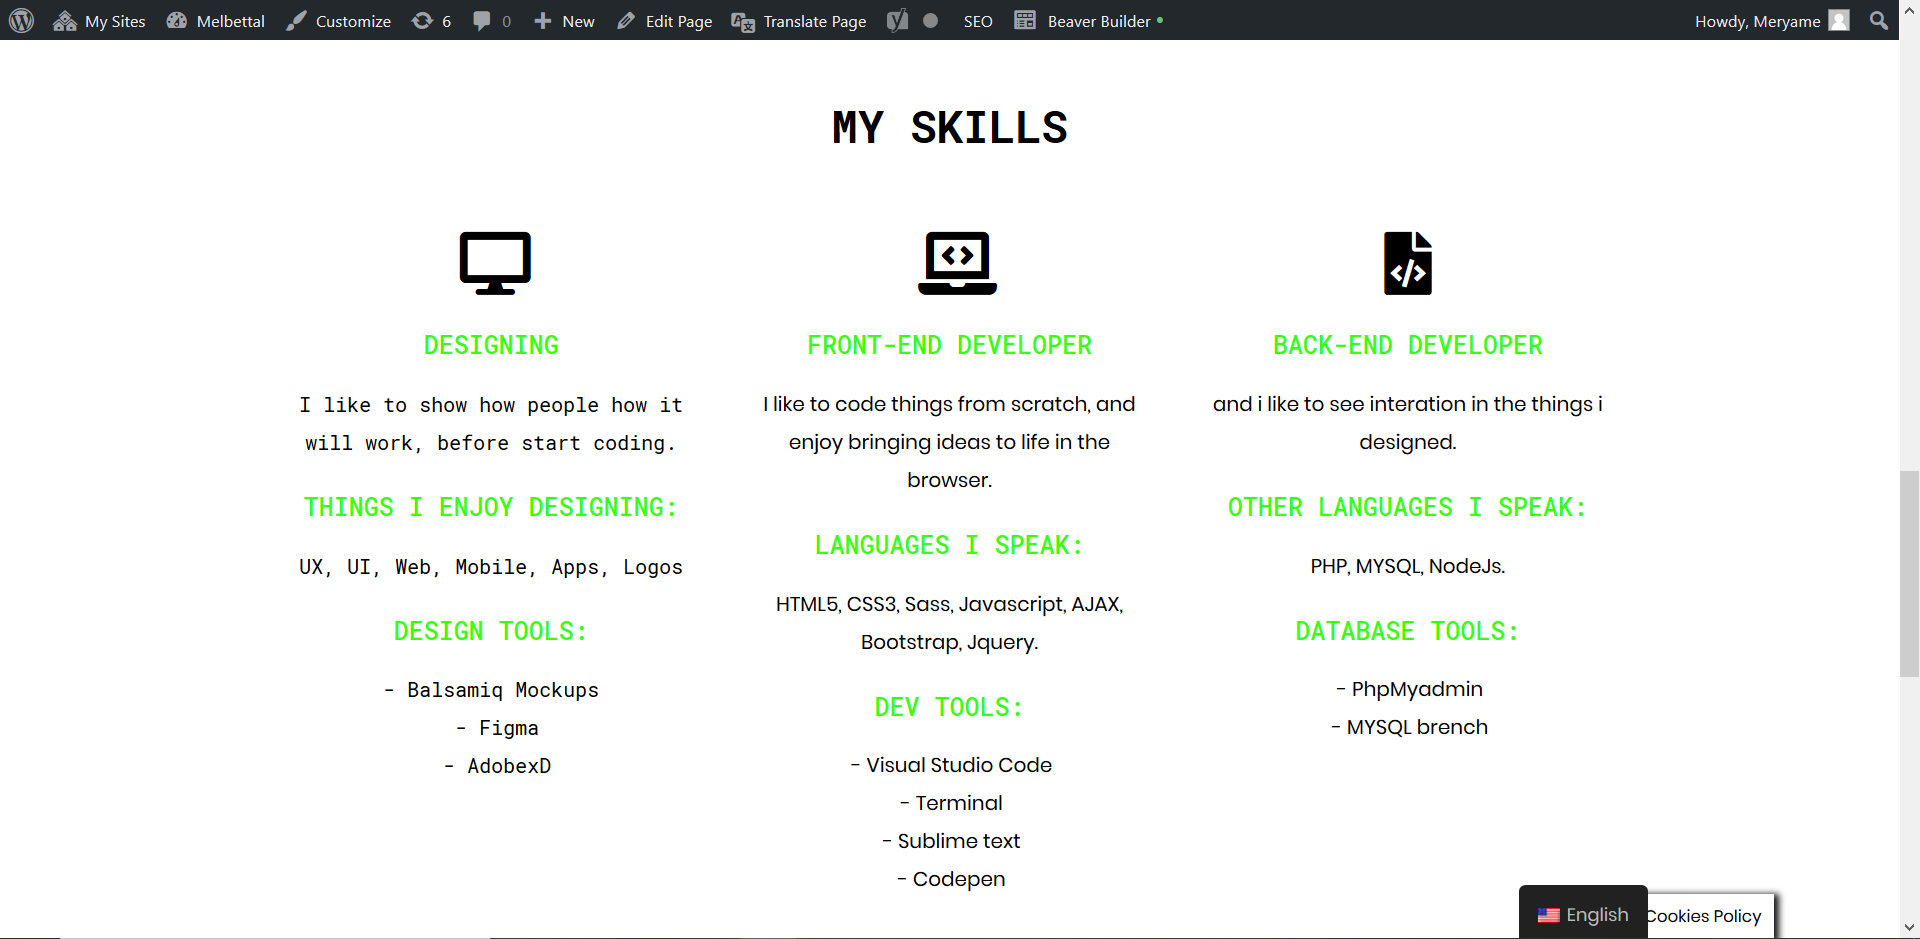 My Sites Melbettal Customize 6 0 New Edit Page Translate Page SEO Beaver Builder Howdy, Meryame
MY SKILLS
DESIGNING
I like to show how people how it
will work, before start coding.
THINGS I ENJOY DESIGNING:
UX, UI, Web, Mobile, Apps, Logos
DESIGN TOOLS:
- Balsamiq Mockups
- Figma
- AdobexD
FRONT-END DEVELOPER
I like to code things from scratch, and
enjoy bringing ideas to life in the
browser.
LANGUAGES I SPEAK:
HTML5, CSS3, Sass, Javascript, AJAX,
Bootstrap, Jquery.
DEV TOOLS:
- Visual Studio Code
- Terminal
- Sublime text
- Codepen
BACK-END DEVELOPER
and i like to see interation in the things i
designed.
OTHER LANGUAGES I SPEAK:
PHP, MYSQL, NodeJs.
DATABASE TOOLS:
- PhpMyadmin
- MYSQL brench
English
Cookies Policy